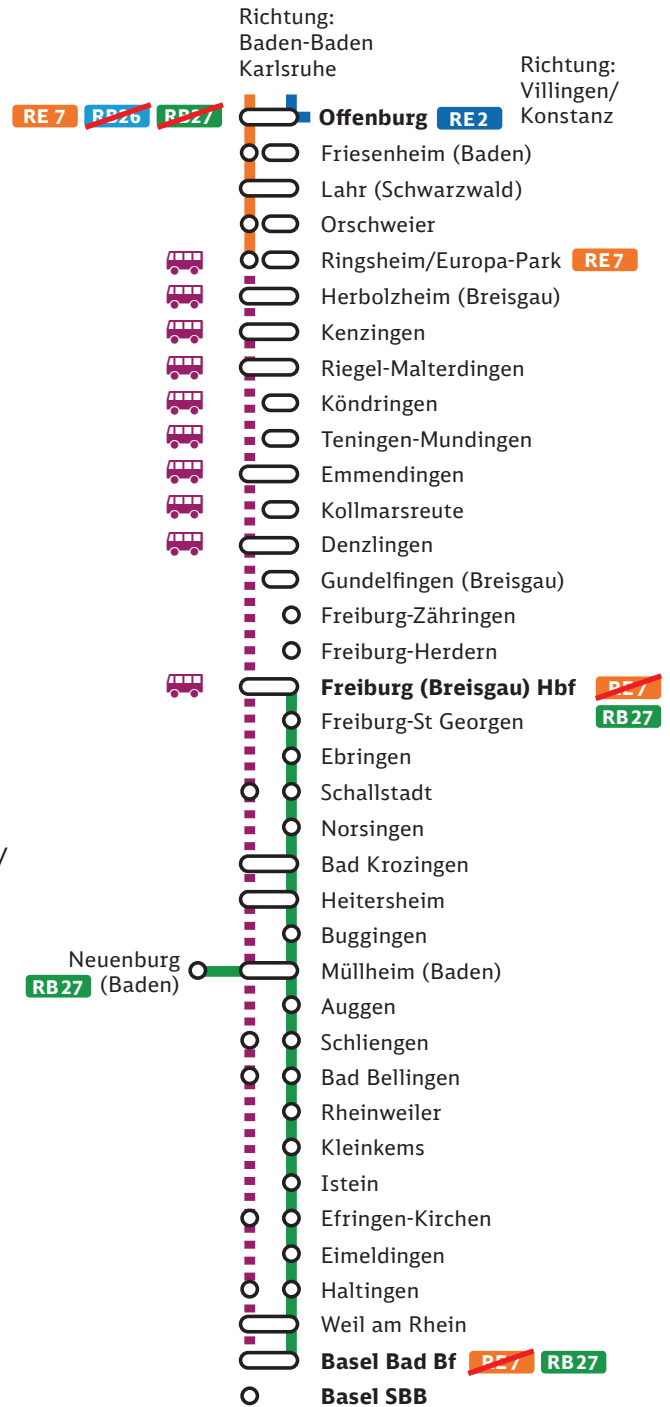 Richtung:
Baden-Baden
Karlsruhe
Richtung:
Villingen/
Konstanz
RE 7 RB26 RB27 Offenburg RE2
Friesenheim (Baden)
Lahr (Schwarzwald)
Orschweier
Ringsheim/Europa-Park RE7
Herbolzheim (Breisgau)
Kenzingen
Riegel-Malterdingen
Köndringen
Teningen-Mundingen
Emmendingen
Kollmarsreute
Denzlingen
Gundelfingen (Breisgau)
Freiburg-Zähringen
Freiburg-Herdern
Freiburg (Breisgau) Hbf RE7
Freiburg-St Georgen RB27
Ebringen
Schallstadt
Norsingen
/
Bad Krozingen
Heitersheim
Buggingen
Neuenburg
RB27 (Baden)
Müllheim (Baden)
Auggen
Schliengen
Bad Bellingen
Rheinweiler
Kleinkems
Istein
Efringen-Kirchen
Eimeldingen
Haltingen
Weil am Rhein
Basel Bad Bf RE7 RB27
Basel SBB